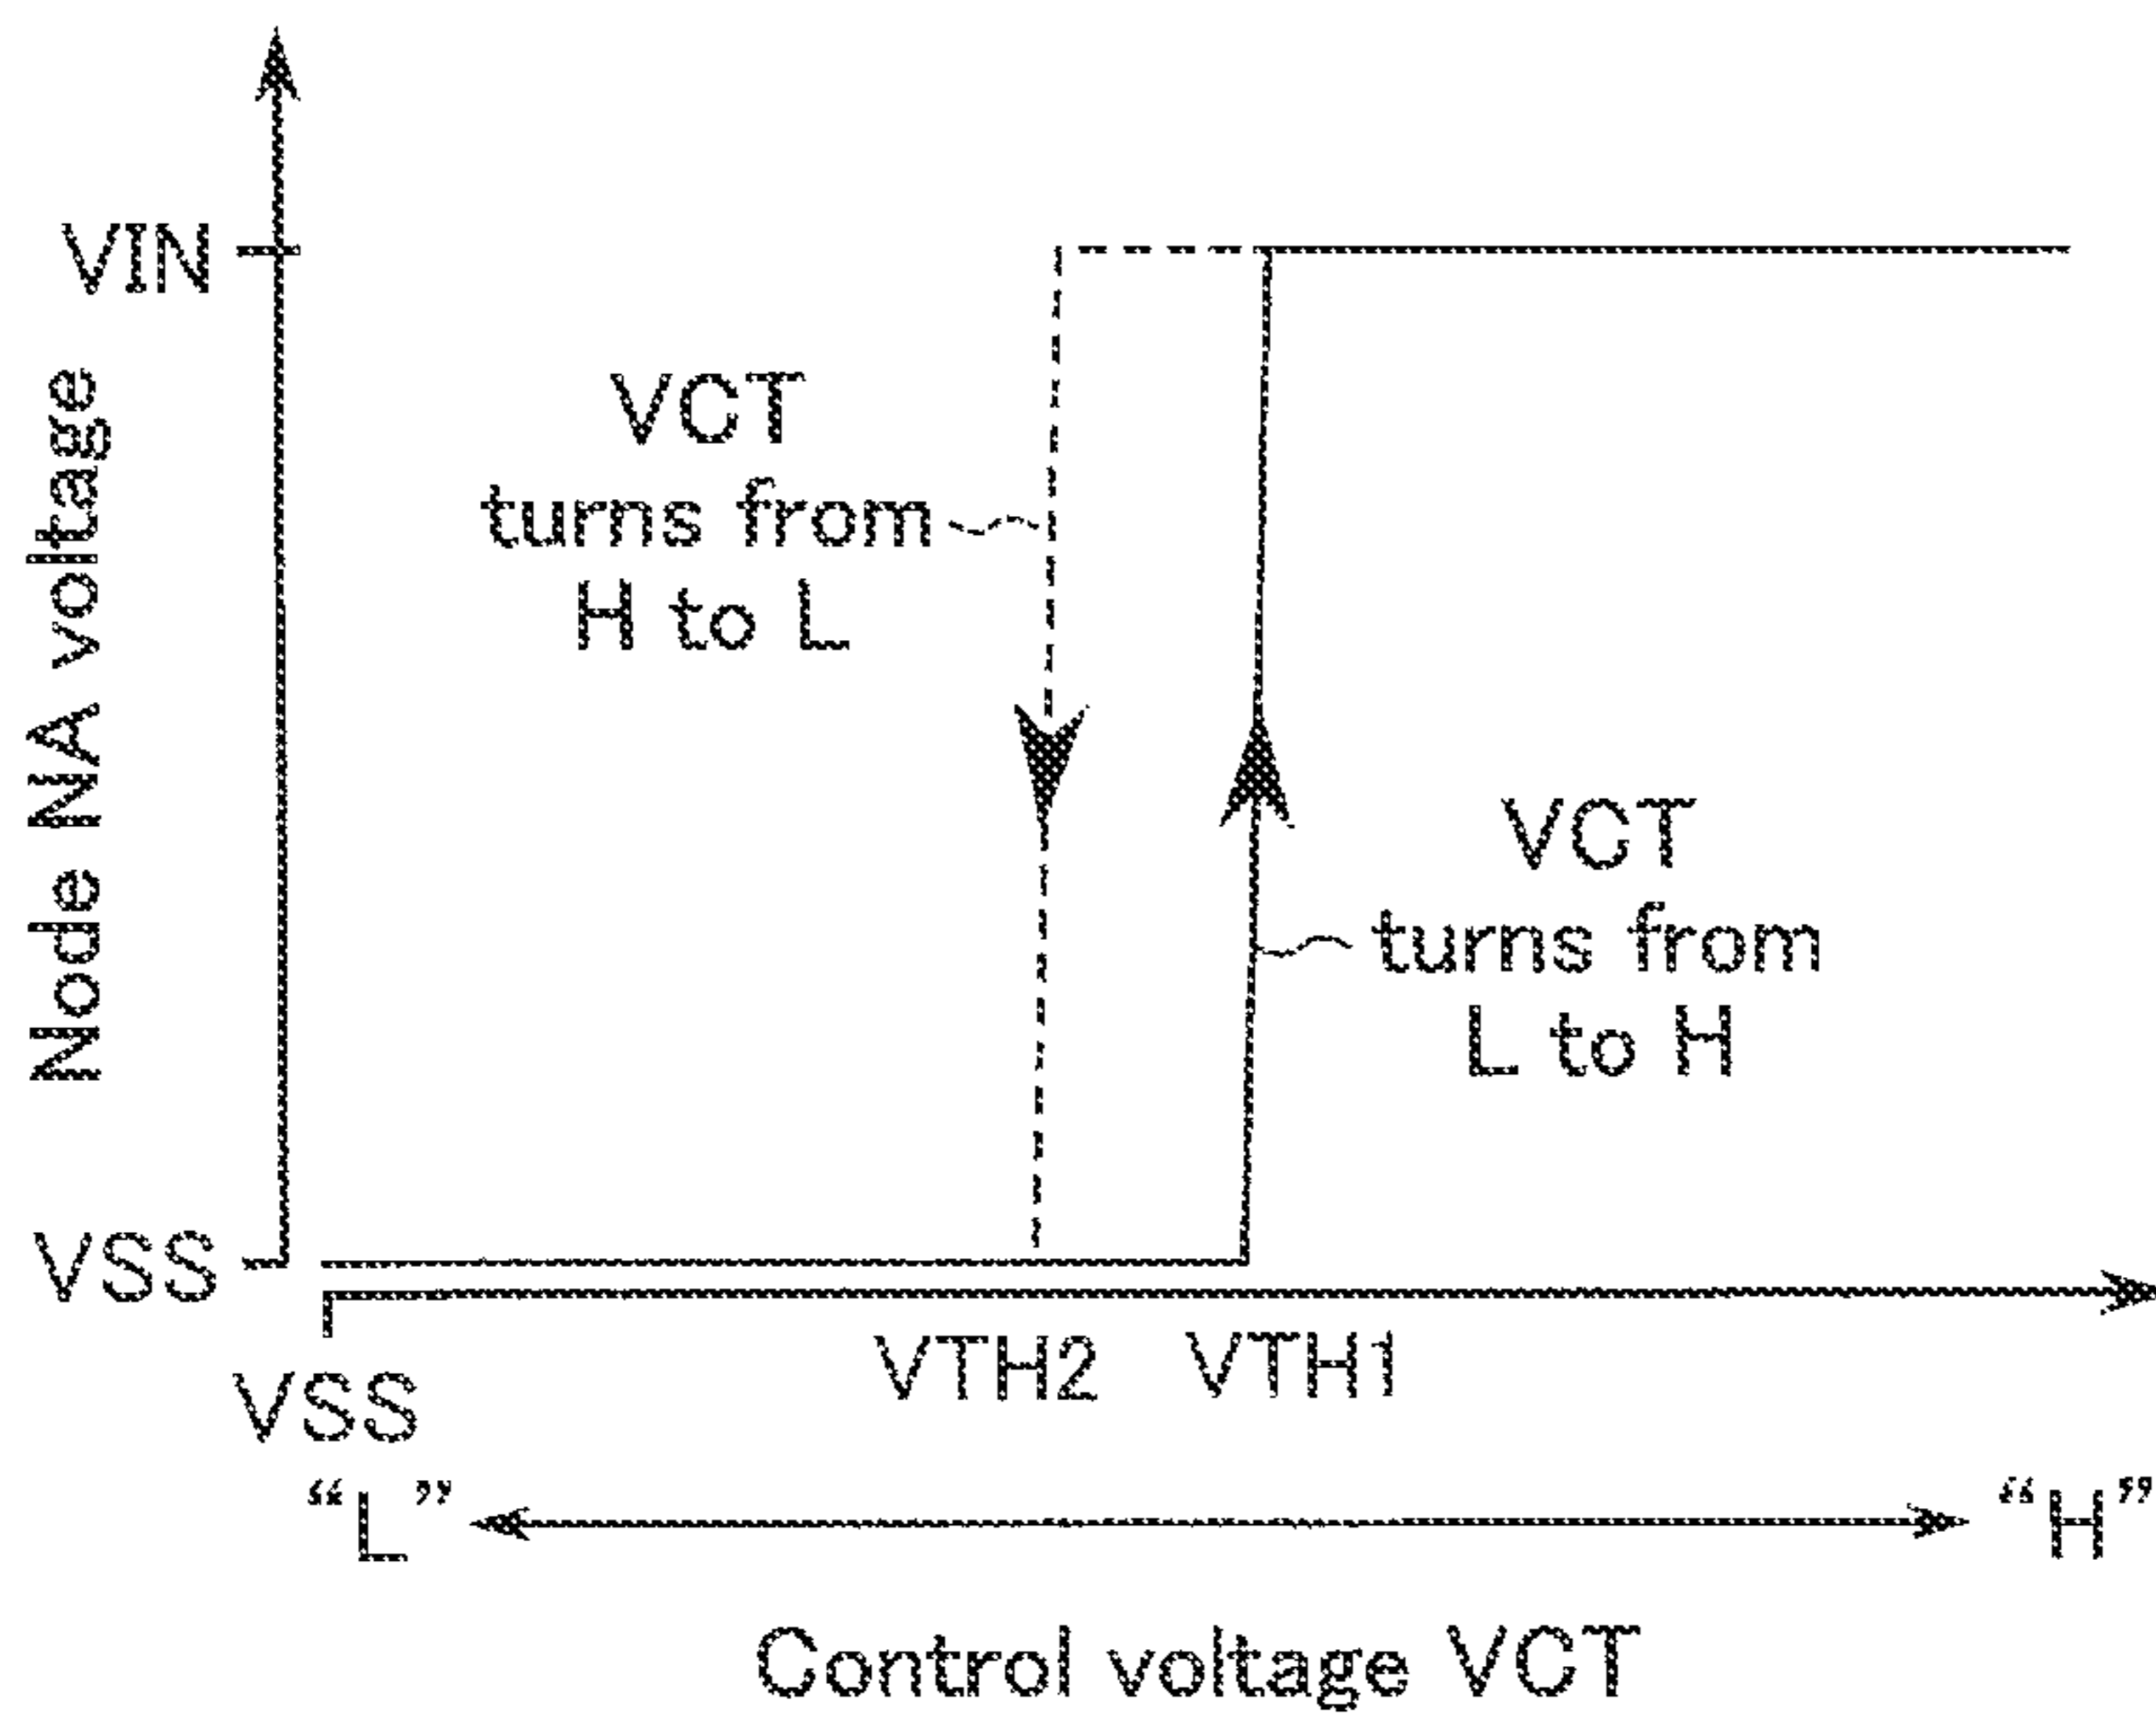 VIN
Node NA voltage
VCT
turns from
H to L
VCT
turns from
L to H
VSS
VTH2 VTH1
VSS
“L” “H”
Control voltage VCT